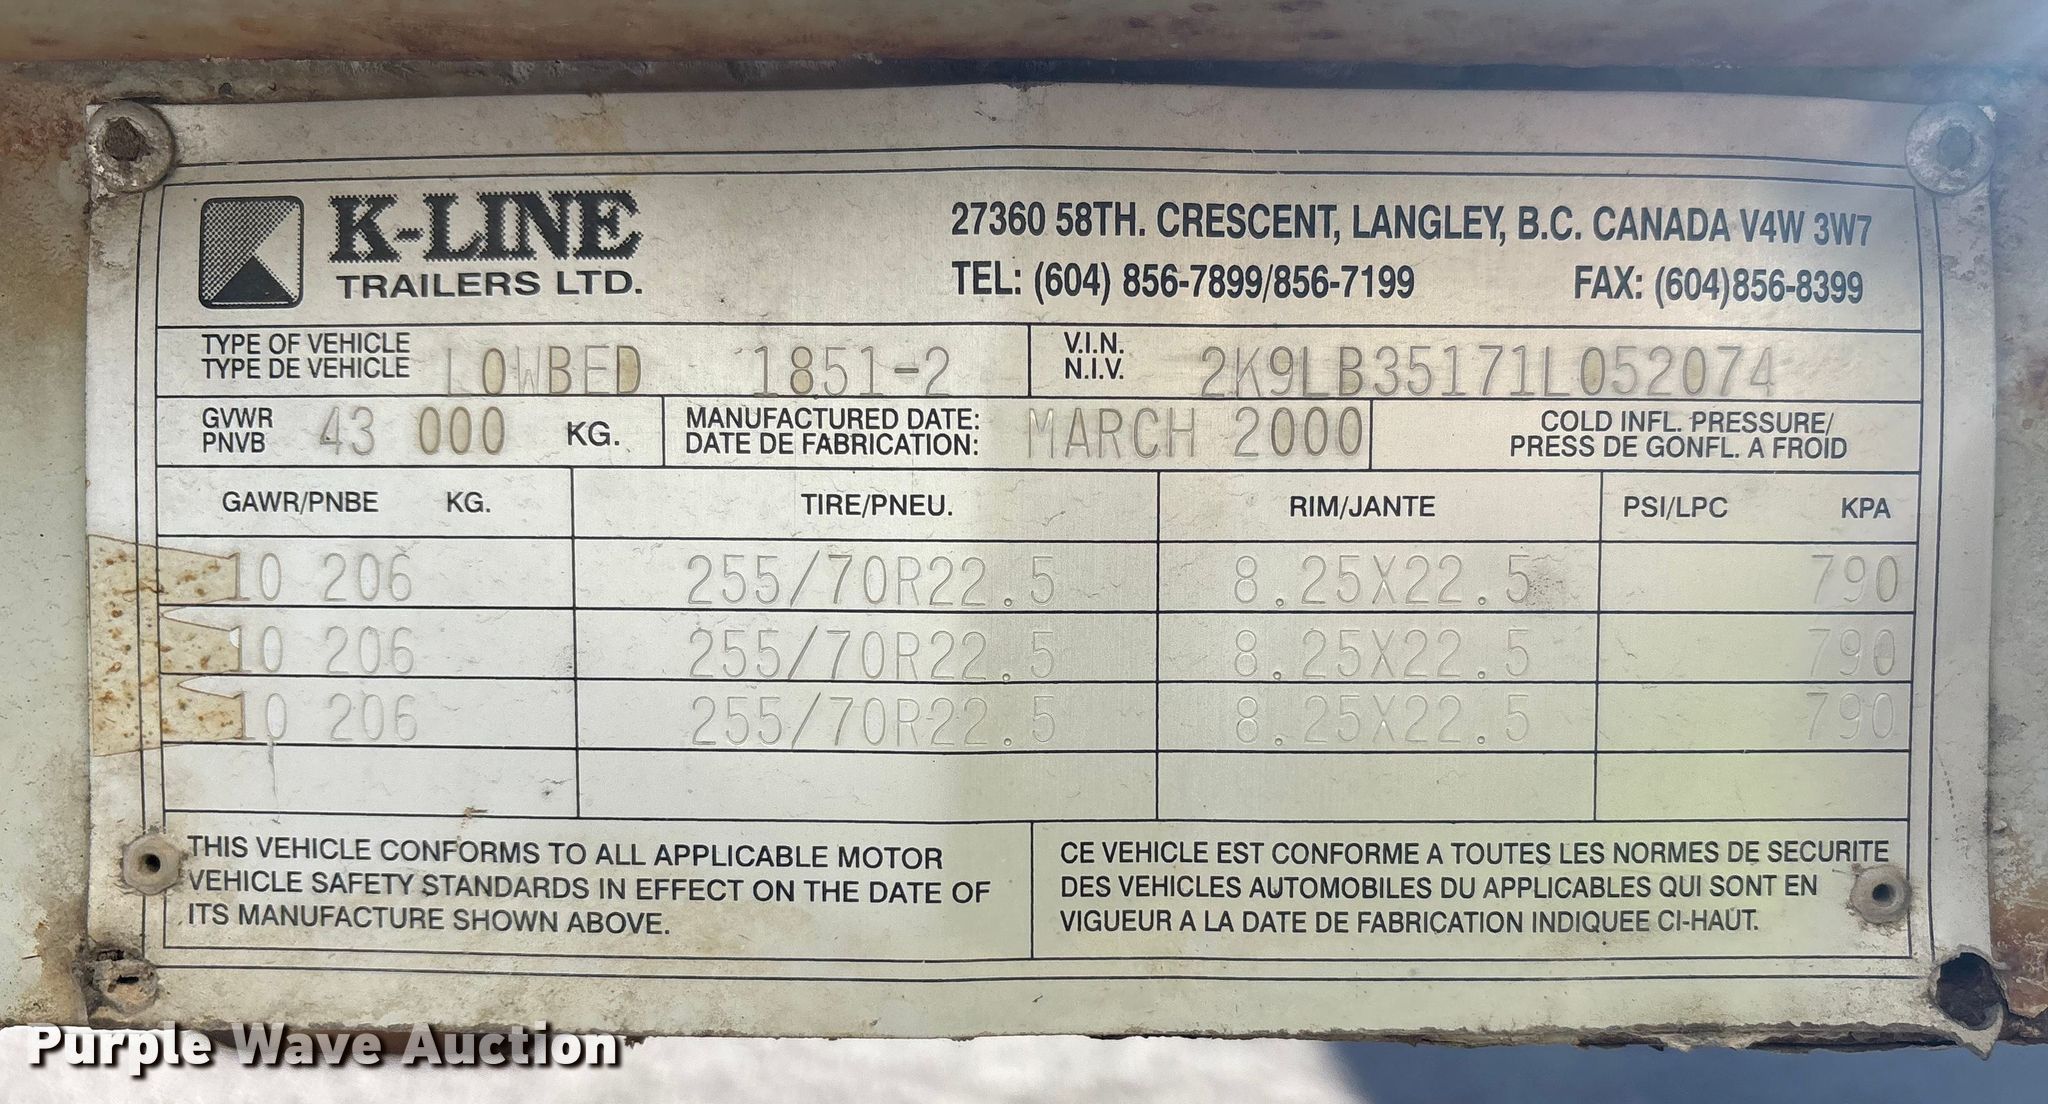 K-LINE
TRAILERS LTD.
27360 58TH. CRESCENT, LANGLEY, B.C. CANADA V4W 3W7
TEL: (604) 856-7899/856-7199 FAX: (604)856-8399
TYPE OF VEHICLE
TYPE DE VEHICLE
LOWBED 1851-2
V.I.N.
N.I.V.
2K9LB35171L052074
GVWR
PNVB
43 000 KG.
MANUFACTURED DATE:
DATE DE FABRICATION:
MARCH 2000
COLD INFL. PRESSURE/
PRESS DE GONFL. A FROID
GAWR/PNBE KG. TIRE/PNEU. RIM/JANTE PSI/LPC KPA
10 206 255/70R22.5 8.25X22.5 790
10 206 255/70R22.5 8.25X22.5 790
10 206 255/70R22.5 8.25X22.5 790
THIS VEHICLE CONFORMS TO ALL APPLICABLE MOTOR
VEHICLE SAFETY STANDARDS IN EFFECT ON THE DATE OF
ITS MANUFACTURE SHOWN ABOVE.
CE VEHICLE EST CONFORME A TOUTES LES NORMES DE SECURITE
DES VEHICLES AUTOMOBILES DU APPLICABLES QUI SONT EN
VIGUEUR A LA DATE DE FABRICATION INDIQUEE CI-HAUT.
Purple Wave Auction